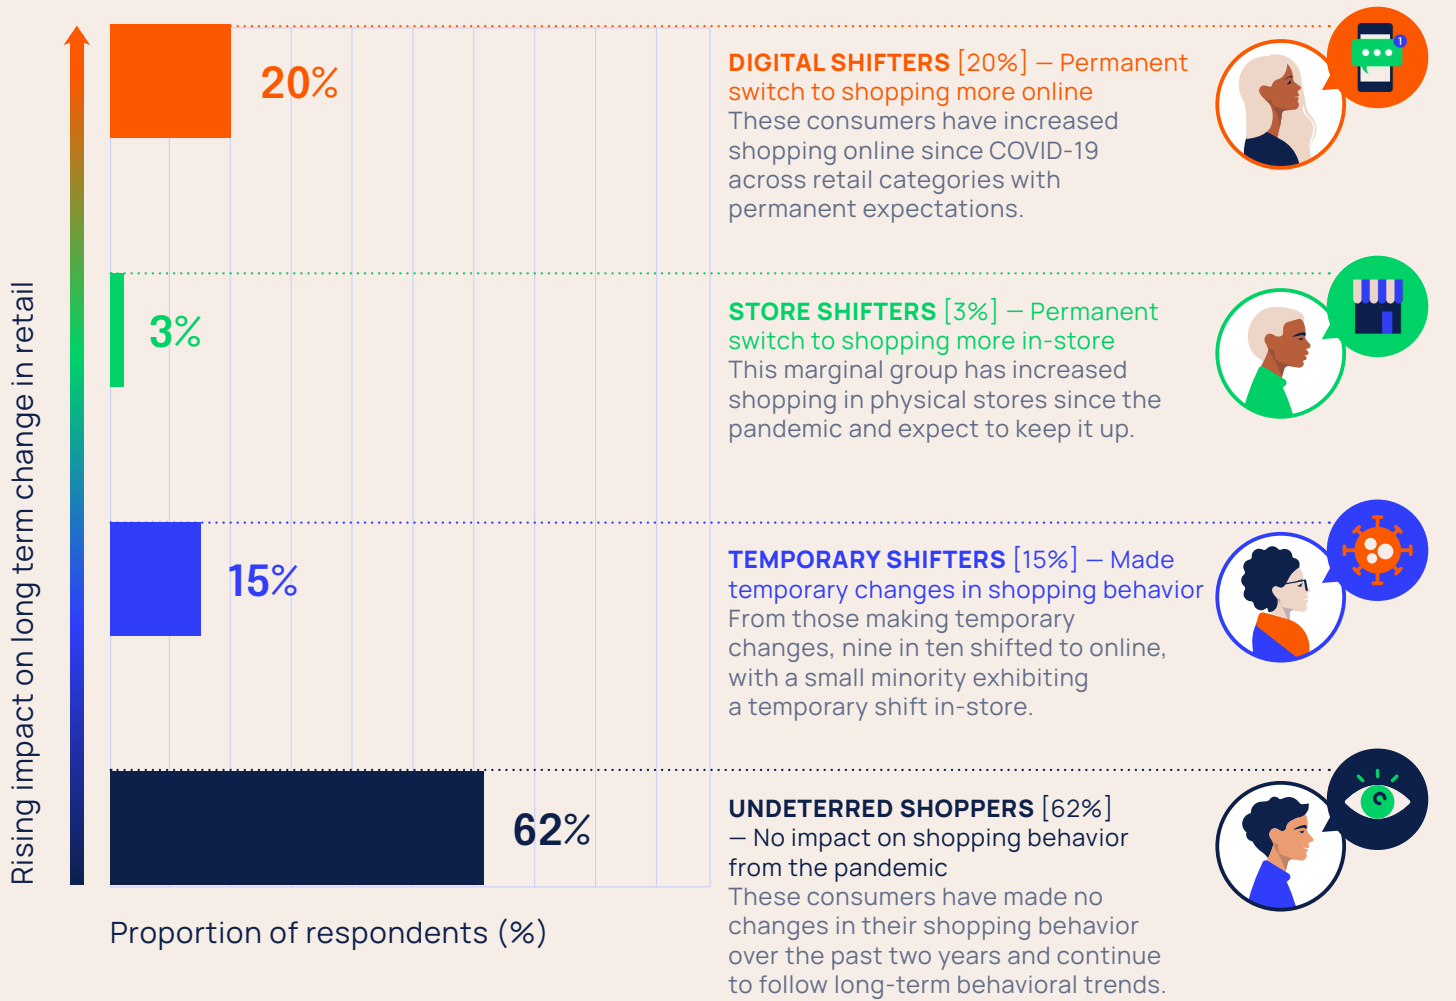 20%
DIGITAL SHIFTERS [20%] — Permanent
switch to shopping more online
These consumers have increased
shopping online since COVID-19
across retail categories with
permanent expectations.
1
3%
STORE SHIFTERS [3%] — Permanent
switch to shopping more in-store
This marginal group has increased
shopping in physical stores since the
pandemic and expect to keep it up.
15%
TEMPORARY SHIFTERS [15%] — Made
temporary changes in shopping behavior
From those making temporary
changes, nine in ten shifted to online,
with a small minority exhibiting
a temporary shift in-store.
62%
UNDETERRED SHOPPERS [62%]
— No impact on shopping behavior
from the pandemic
These consumers have made no
changes in their shopping behavior
over the past two years and continue
to follow long-term behavioral trends.
Rising impact on long term change in retail
Proportion of respondents (%)